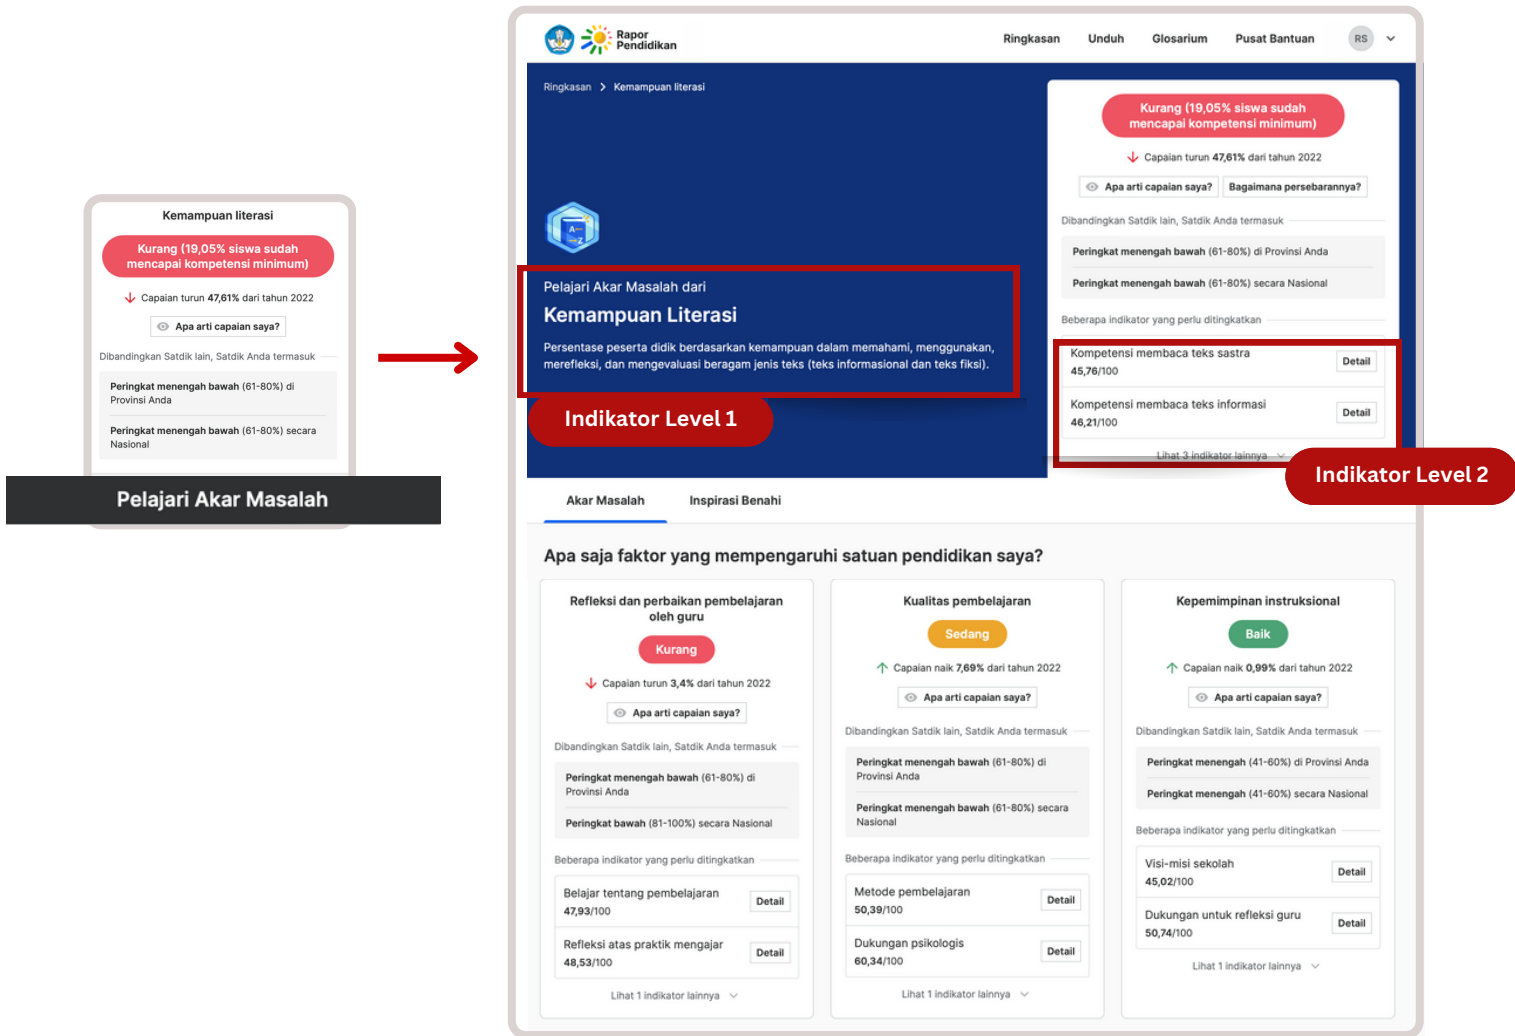 Kemampuan literasi
Kurang (19,05% siswa sudah
mencapai kompetensi minimum)
Capaian turun 47,61% dari tahun 2022
Apa arti capaian saya?
Dibandingkan Satdik lain, Satdik Anda termasuk
Peringkat menengah bawah (61-80%) di
Provinsi Anda
Peringkat menengah bawah (61-80%) secara
Nasional
Pelajari Akar Masalah
Rapor
Pendidikan
Ringkasan Unduh Glosarium Pusat Bantuan RS
Ringkasan > Kemampuan literasi
Pelajari Akar Masalah dari
Kemampuan Literasi
Persentase peserta didik berdasarkan kemampuan dalam memahami, menggunakan,
merefleksi, dan mengevaluasi beragam jenis teks (teks informasional dan teks fiksi).
Indikator Level 1
Kurang (19,05% siswa sudah
mencapai kompetensi minimum)
Capaian turun 47,61% dari tahun 2022
Apa arti capaian saya? Bagaimana persebarannya?
Dibandingkan Satdik lain, Satdik Anda termasuk
Peringkat menengah bawah (61-80%) di Provinsi Anda
Peringkat menengah bawah (61-80%) secara Nasional
Beberapa indikator yang perlu ditingkatkan
Kompetensi membaca teks sastra
45,76/100
Detail
Kompetensi membaca teks informasi
46,21/100
Detail
Lihat 3 indikator lainnya
Indikator Level 2
Akar Masalah Inspirasi Benahi
Apa saja faktor yang mempengaruhi satuan pendidikan saya?
Refleksi dan perbaikan pembelajaran
oleh guru
Kurang
Capaian turun 3,4% dari tahun 2022
Apa arti capaian saya?
Dibandingkan Satdik lain, Satdik Anda termasuk
Peringkat menengah bawah (61-80%) di
Provinsi Anda
Peringkat bawah (81-100%) secara Nasional
Beberapa indikator yang perlu ditingkatkan
Belajar tentang pembelajaran
47,93/100
Detail
Refleksi atas praktik mengajar
48,53/100
Detail
Lihat 1 indikator lainnya
Kualitas pembelajaran
Sedang
Capaian naik 7,69% dari tahun 2022
Apa arti capaian saya?
Dibandingkan Satdik lain, Satdik Anda termasuk
Peringkat menengah bawah (61-80%) di
Provinsi Anda
Peringkat menengah bawah (61-80%) secara
Nasional
Beberapa indikator yang perlu ditingkatkan
Metode pembelajaran
50,39/100
Detail
Dukungan psikologis
60,34/100
Detail
Lihat 1 indikator lainnya
Kepemimpinan instruksional
Baik
Capaian naik 0,99% dari tahun 2022
Apa arti capaian saya?
Dibandingkan Satdik lain, Satdik Anda termasuk
Peringkat menengah (41-60%) di Provinsi Anda
Peringkat menengah (41-60%) secara Nasional
Beberapa indikator yang perlu ditingkatkan
Visi-misi sekolah
45,02/100
Detail
Dukungan untuk refleksi guru
50,74/100
Detail
Lihat 1 indikator lainnya